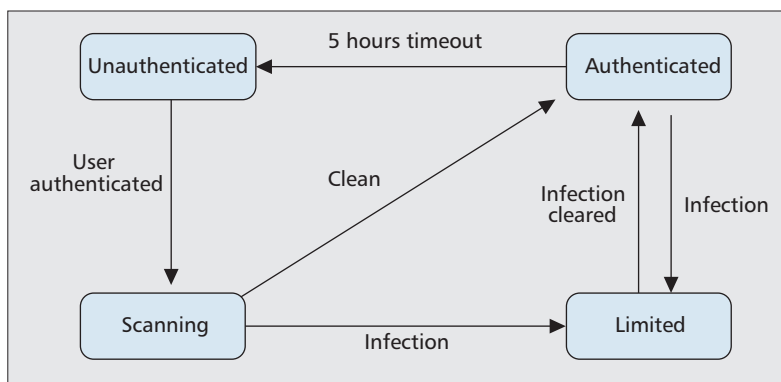 5 hours timeout
Unauthenticated
Authenticated
User
authenticated
Clean
Infection
cleared
Infection
Scanning
Infection
Limited